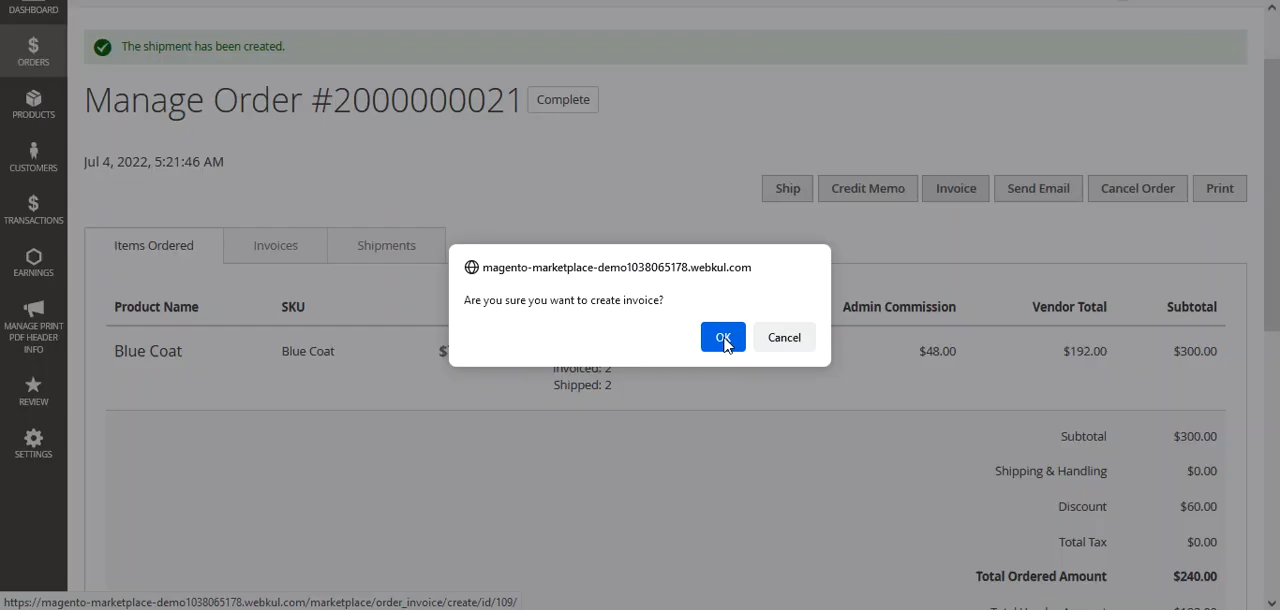 DASHBOARD
$
ORDERS
PRODUCTS
CUSTOMERS
$
TRANSACTIONS
EARNINGS
MANAGE PRINT
PDF HEADER
INFO
REVIEW
SETTINGS
The shipment has been created.
Manage Order #2000000021 Complete
Jul 4, 2022, 5:21:46 AM
Ship Credit Memo Invoice Send Email Cancel Order Print
Items Ordered Invoices Shipments
magento-marketplace-demo1038065178.webkul.com
Are you sure you want to create invoice?
OK Cancel
Product Name SKU Admin Commission Vendor Total Subtotal
Blue Coat Blue Coat $48.00 $192.00 $300.00
Invoiced: 2
Shipped: 2
Subtotal $300.00
Shipping & Handling $0.00
Discount $60.00
Total Tax $0.00
Total Ordered Amount $240.00
https://magento-marketplace-demo1038065178.webkul.com/marketplace/order_invoice/create/id/109/